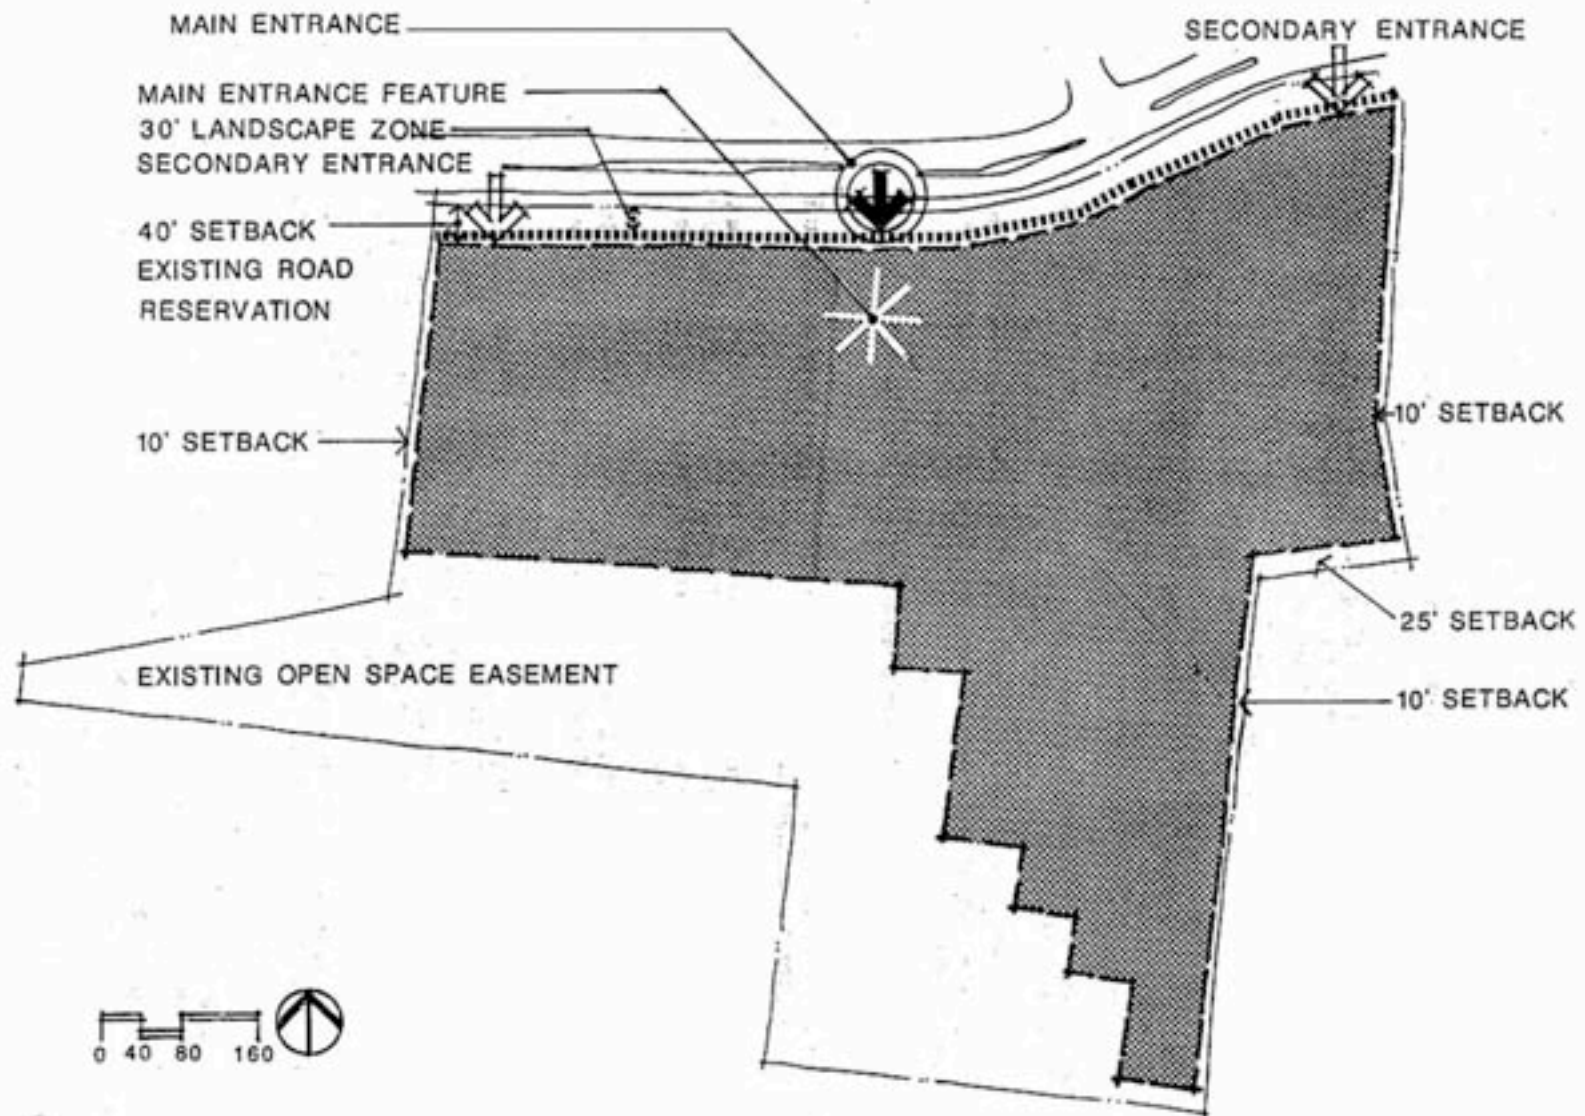 MAIN ENTRANCE
SECONDARY ENTRANCE
MAIN ENTRANCE FEATURE
30' LANDSCAPE ZONE
SECONDARY ENTRANCE
40' SETBACK
EXISTING ROAD
RESERVATION
10' SETBACK
10' SETBACK
25' SETBACK
EXISTING OPEN SPACE EASEMENT
10' SETBACK
0 40 80 160